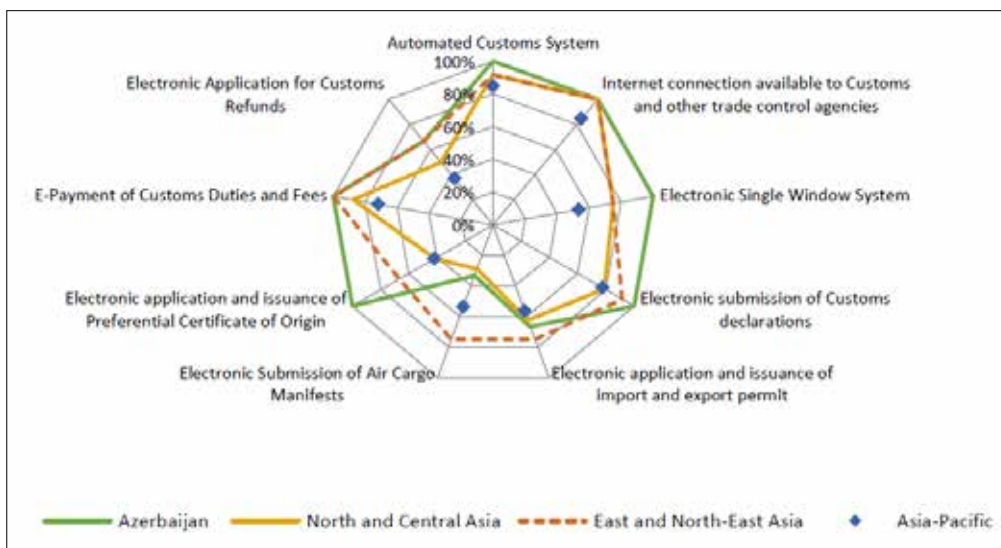 Automated Customs System
100%
80%
60%
40%
20%
0%
Internet connection available to Customs
and other trade control agencies
Electronic Single Window System
Electronic submission of Customs
declarations
Electronic application and issuance of
import and export permit
Electronic Submission of Air Cargo
Manifests
Electronic application and issuance of
Preferential Certificate of Origin
E-Payment of Customs Duties and Fees
Electronic Application for Customs
Refunds
Azerbaijan
North and Central Asia
East and North-East Asia
Asia-Pacific